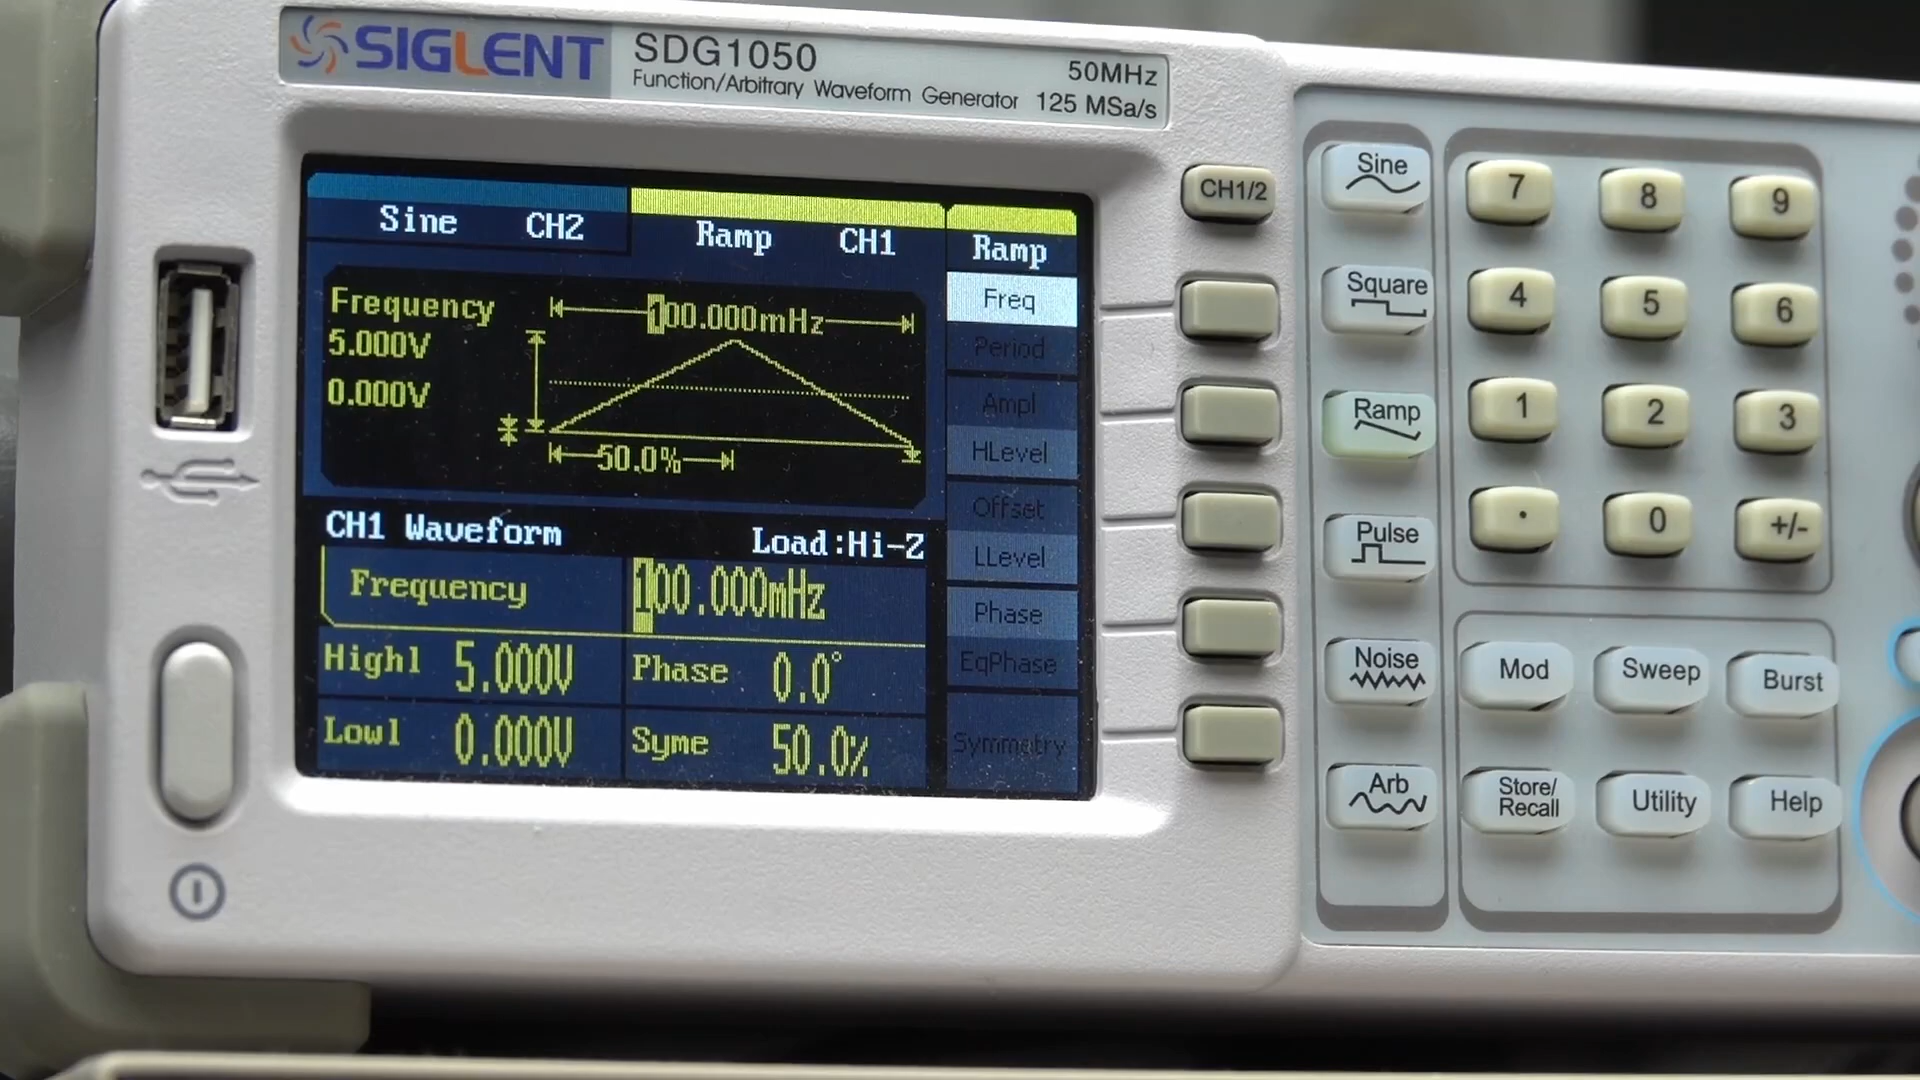 SIGLENT
SDG1050
Function/Arbitrary Waveform Generator
50MHz
125 MSa/s
Sine CH2
Ramp CH1
Ramp
Frequency
5.000V
0.000V
100.000mHz
50.0%
CH1 Waveform
Load:Hi-Z
Frequency
100.000mHz
High1 5.000V
Phase 0.0°
Low1 0.000V
Syme 50.0%
Freq
Period
Ampl
HLevel
Offset
LLevel
Phase
EqPhase
Symmetry
CH1/2
Sine
Square
Ramp
Pulse
Noise
Arb
7 8 9
4 5 6
1 2 3
. 0 +/-
Mod Sweep Burst
Store/
Recall
Utility
Help